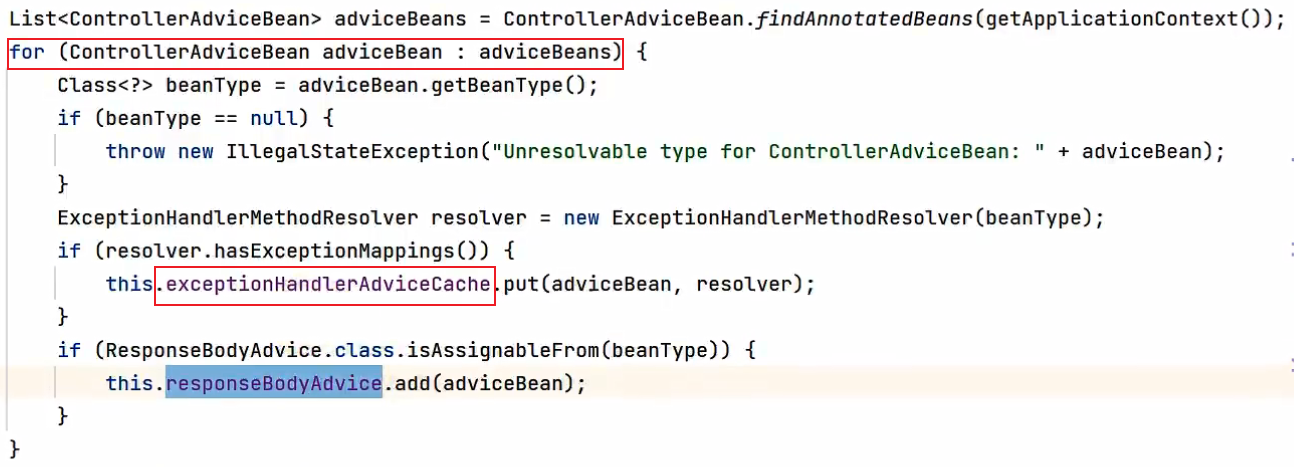 List<ControllerAdviceBean> adviceBeans = ControllerAdviceBean.findAnnotatedBeans(getApplicationContext());
for (ControllerAdviceBean adviceBean : adviceBeans) {
    Class<?> beanType = adviceBean.getBeanType();
    if (beanType == null) {
        throw new IllegalStateException("Unresolvable type for ControllerAdviceBean: " + adviceBean);
    }
    ExceptionHandlerMethodResolver resolver = new ExceptionHandlerMethodResolver(beanType);
    if (resolver.hasExceptionMappings()) {
        this.exceptionHandlerAdviceCache.put(adviceBean, resolver);
    }
    if (ResponseBodyAdvice.class.isAssignableFrom(beanType)) {
        this.responseBodyAdvice.add(adviceBean);
    }
}